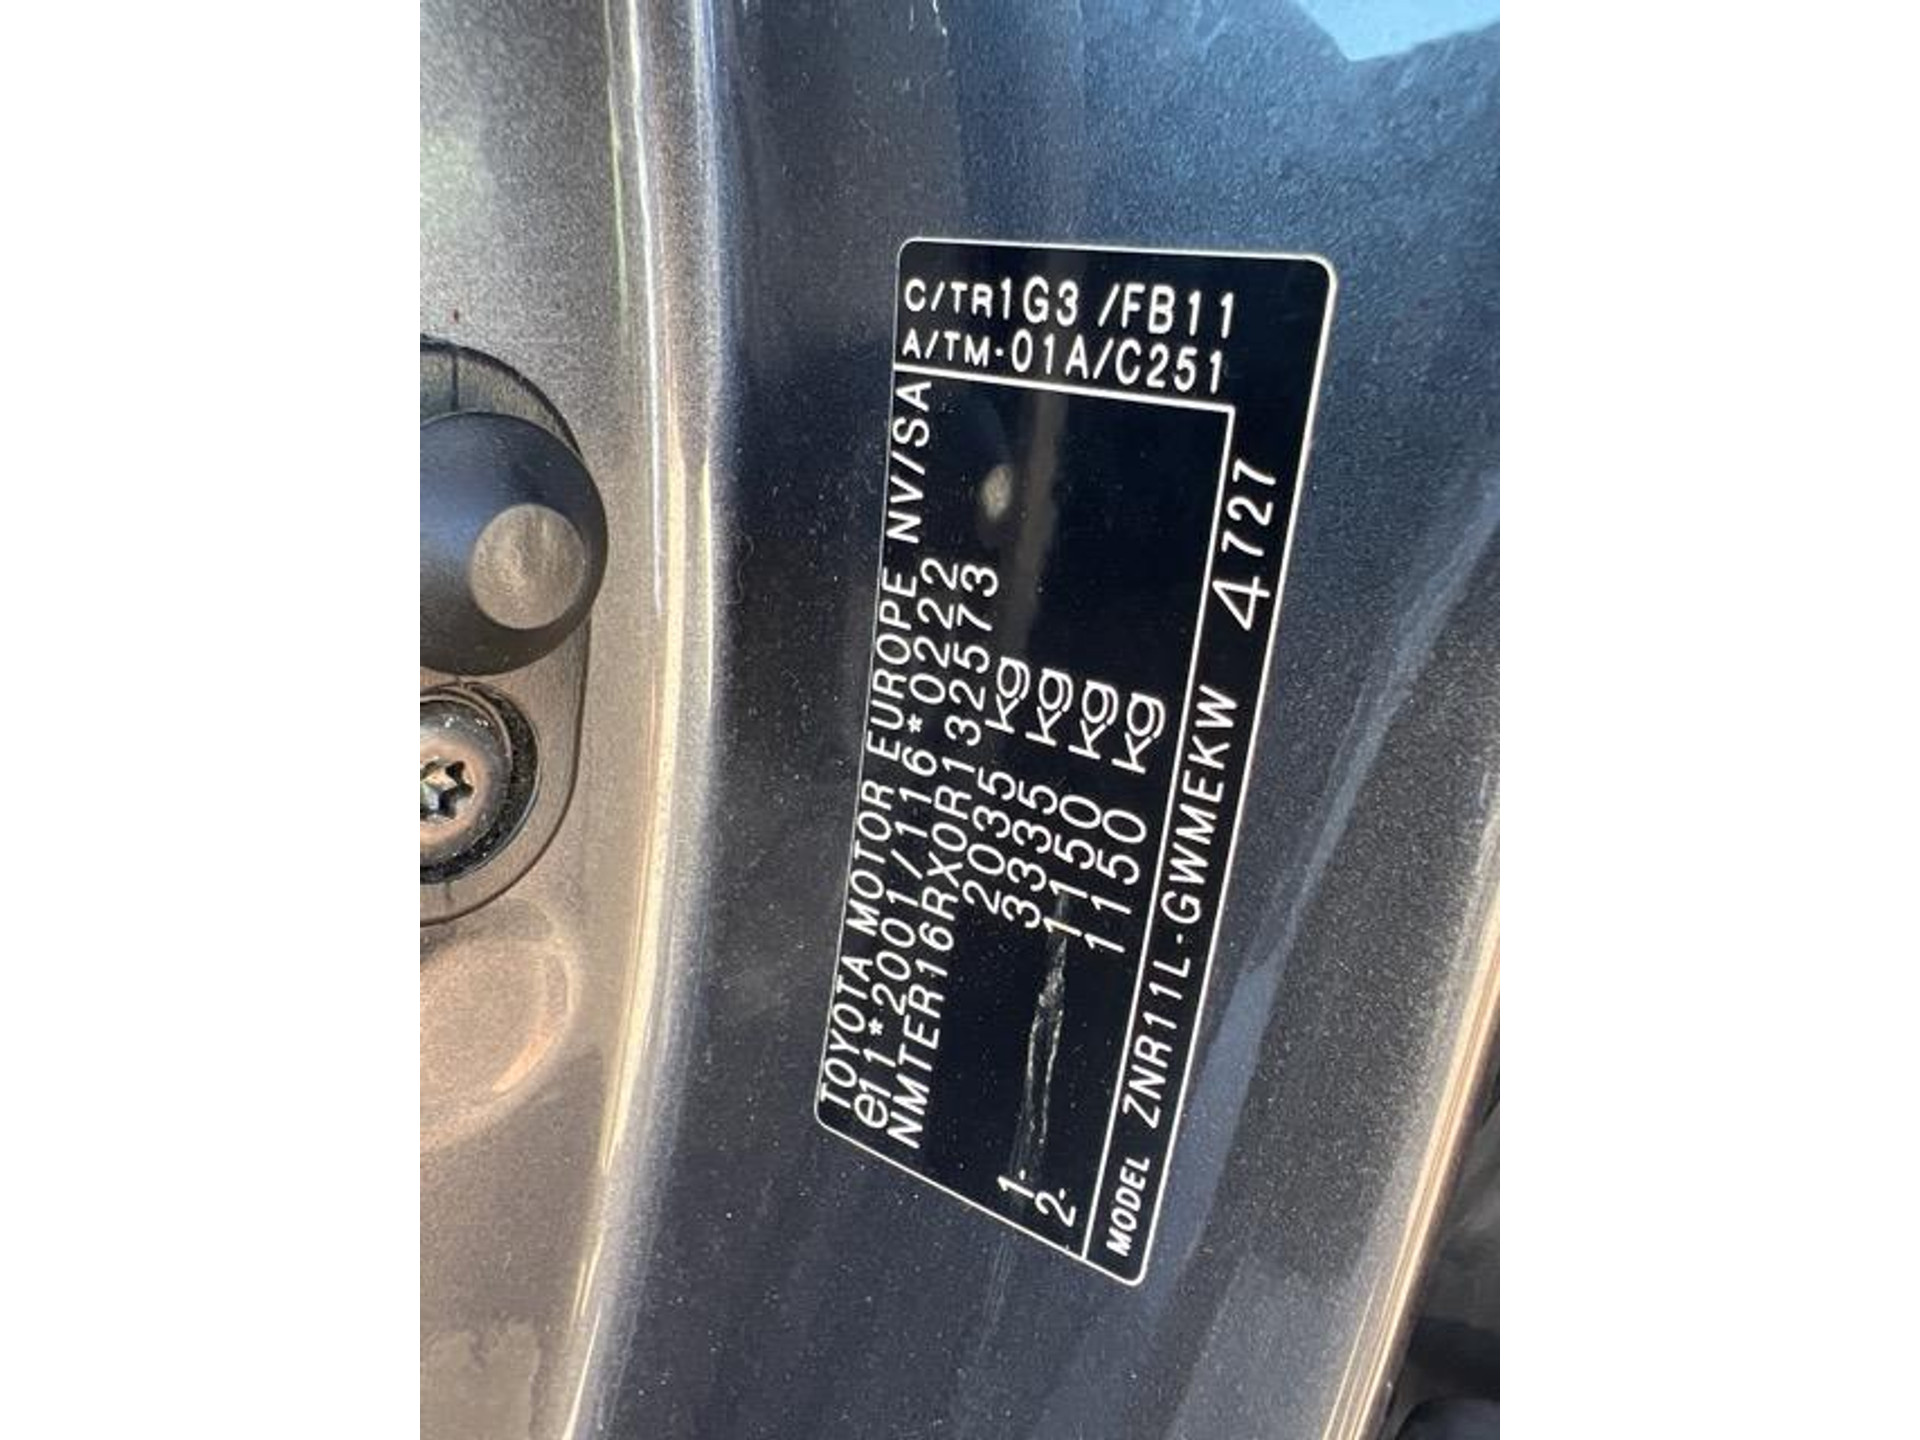 TOYOTA MOTOR EUROPE NV/SA
e11*2001/116*0222
NMTER16RX0R132573
2035 kg
3335 kg
1- 1150 kg
2- 1150 kg
MODEL ZNR11L-GWMEKW 4727
C/TR1G3 /FB11
A/TM-01A/C251